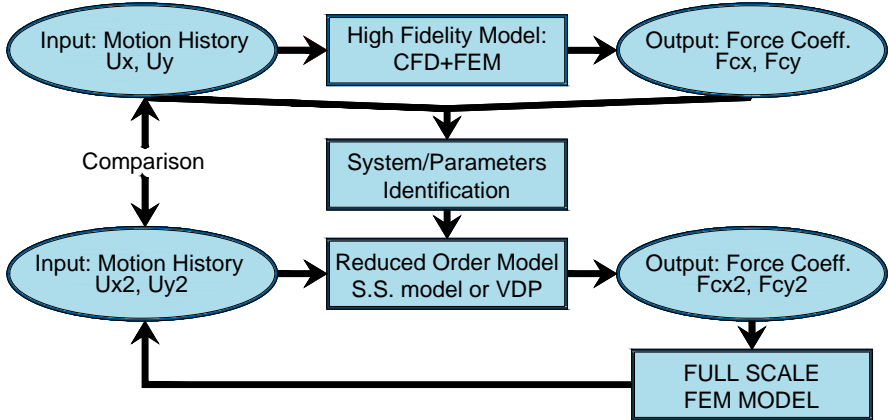 Input: Motion History
Ux, Uy
High Fidelity Model:
CFD+FEM
Output: Force Coeff.
Fcx, Fcy
Comparison
System/Parameters
Identification
Input: Motion History
Ux2, Uy2
Reduced Order Model
S.S. model or VDP
Output: Force Coeff.
Fcx2, Fcy2
FULL SCALE
FEM MODEL